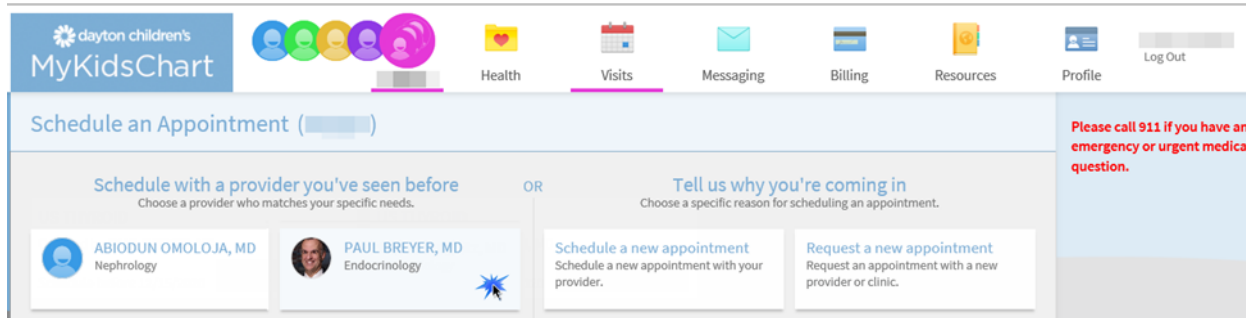 dayton children's
MyKidsChart
Health
Visits
Messaging
Billing
Resources
Profile
Log Out
Schedule an Appointment ( )
Please call 911 if you have an
emergency or urgent medica
question.
Schedule with a provider you've seen before
Choose a provider who matches your specific needs.
OR
Tell us why you're coming in
Choose a specific reason for scheduling an appointment.
ABIODUN OMOLOJA, MD
Nephrology
PAUL BREYER, MD
Endocrinology
Schedule a new appointment
Schedule a new appointment with your
provider.
Request a new appointment
Request an appointment with a new
provider or clinic.